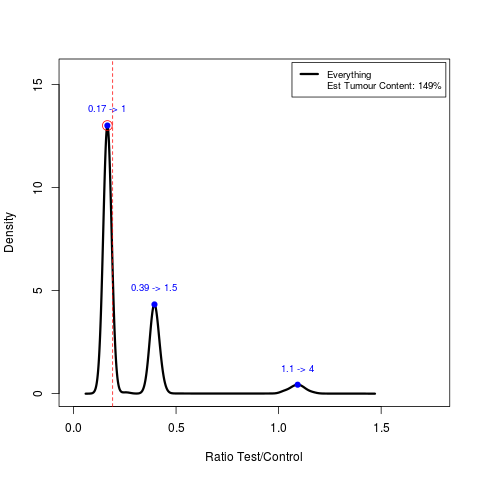 Everything
Est Tumour Content: 149%
0.17 -> 1
0.39 -> 1.5
1.1 -> 4
15
10
5
0
Density
0.0
0.5
1.0
1.5
Ratio Test/Control